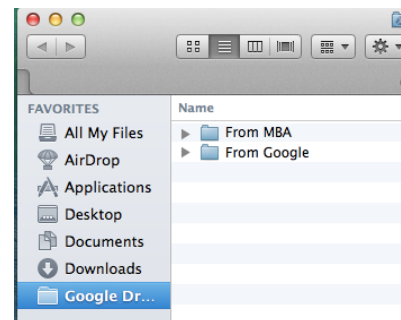 FAVORITES
All My Files
AirDrop
Applications
Desktop
Documents
Downloads
Google Dr...
Name
From MBA
From Google